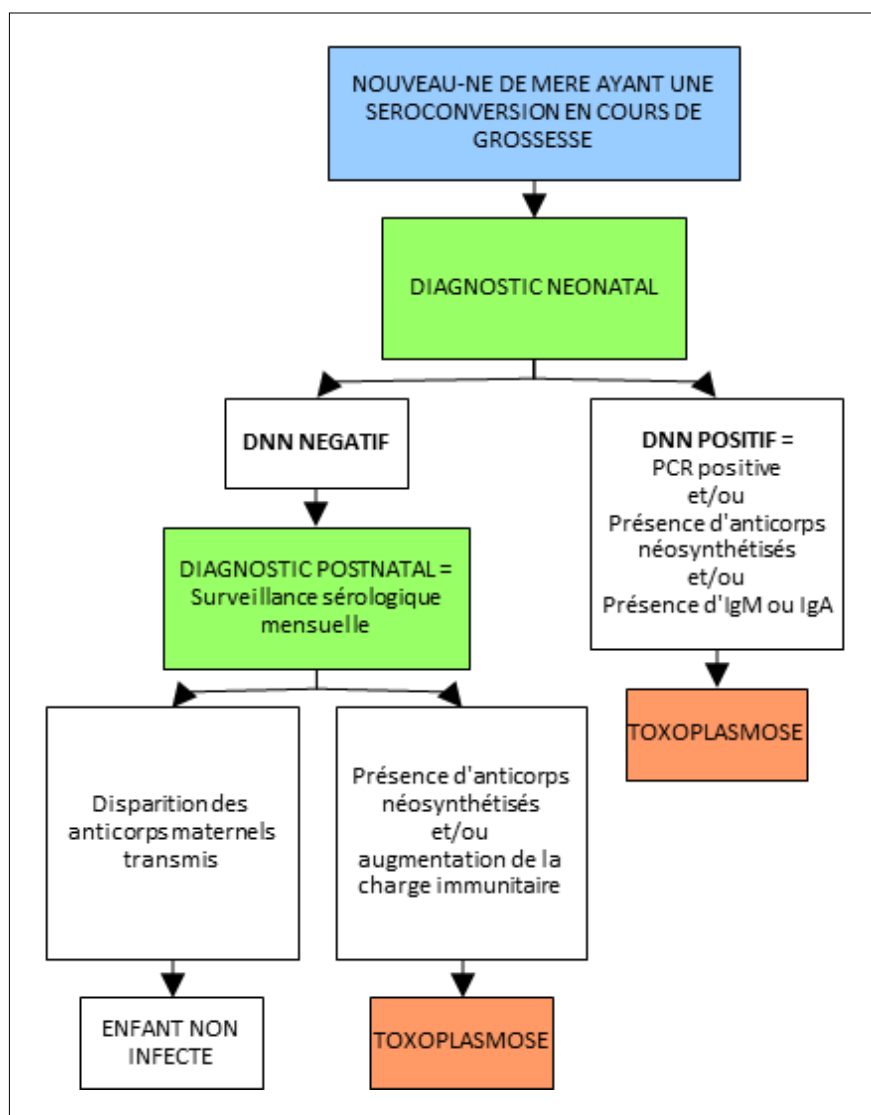 NOUVEAU-NE DE MERE AYANT UNE
SEROCONVERSION EN COURS DE
GROSSESSE
DIAGNOSTIC NEONATAL
DNN NEGATIF
DNN POSITIF =
PCR positive
et/ou
Présence d'anticorps
néosynthétisés
et/ou
Présence d'IgM ou IgA
DIAGNOSTIC POSTNATAL =
Surveillance sérologique
mensuelle
TOXOPLASMOSE
Disparition des
anticorps maternels
transmis
Présence d'anticorps
néosynthétisés
et/ou
augmentation de la
charge immunitaire
ENFANT NON
INFECTE
TOXOPLASMOSE